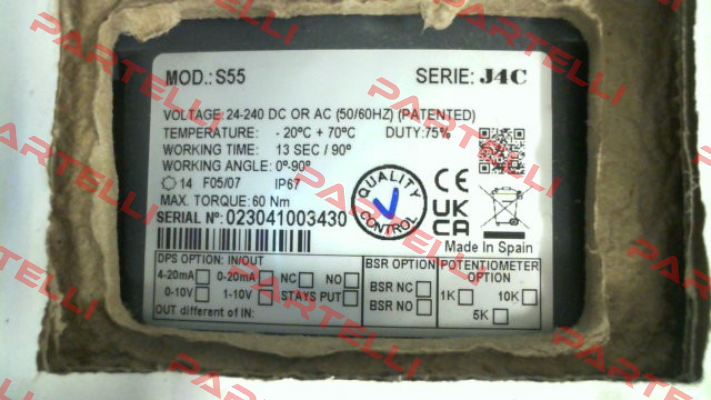 MOD.: S55 SERIE: J4C
VOLTAGE: 24-240 DC OR AC (50/60HZ) (PATENTED)
TEMPERATURE: - 20ºC + 70ºC DUTY: 75%
WORKING TIME: 13 SEC / 90º
WORKING ANGLE: 0º-90º
14 F05/07 IP67
MAX. TORQUE: 60 Nm
SERIAL Nº: 023041003430
QUALITY CONTROL
CE
UK CA
Made In Spain
DPS OPTION: IN/OUT
4-20mA 0-20mA NC NO
0-10V 1-10V STAYS PUT
OUT different of IN:
BSR OPTION
BSR NC
BSR NO
POTENTIOMETER OPTION
1K 10K
5K
PARTELLI
PARTELLI
PARTELLI
PARTELLI
PARTELLI
PARTELLI
PARTELLI